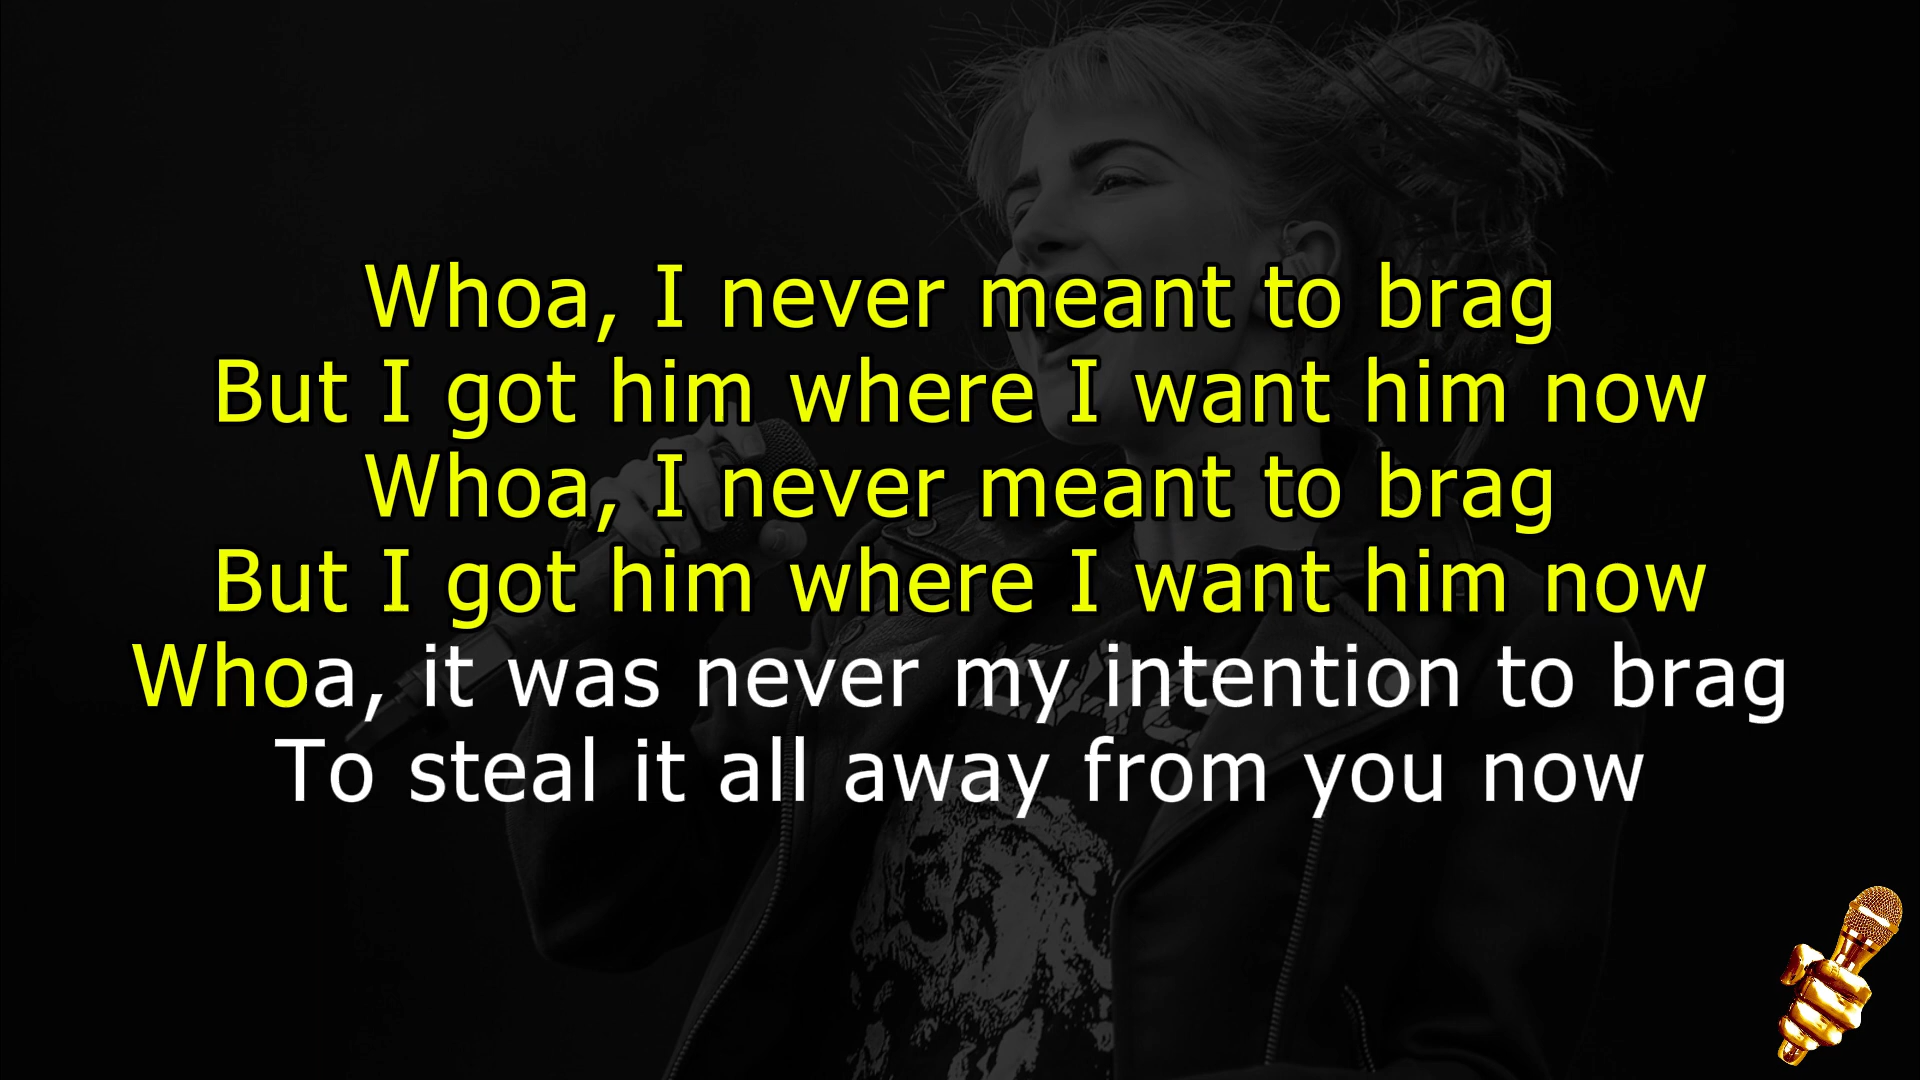 Whoa, I never meant to brag
But I got him where I want him now
Whoa, I never meant to brag
But I got him where I want him now
Whoa, it was never my intention to brag
To steal it all away from you now